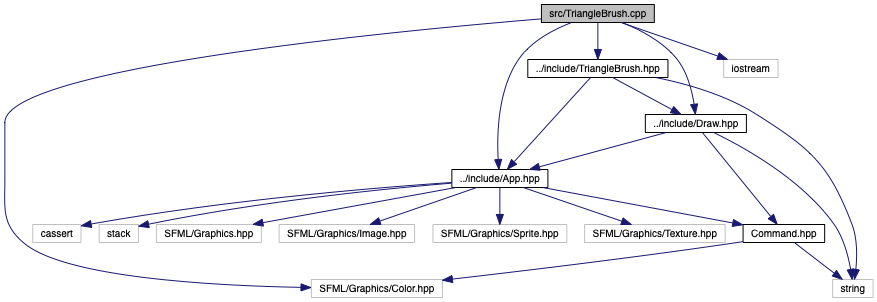 src/TriangleBrush.cpp
../include/TriangleBrush.hpp
iostream
../include/Draw.hpp
../include/App.hpp
cassert
stack
SFML/Graphics.hpp
SFML/Graphics/Image.hpp
SFML/Graphics/Sprite.hpp
SFML/Graphics/Texture.hpp
Command.hpp
SFML/Graphics/Color.hpp
string